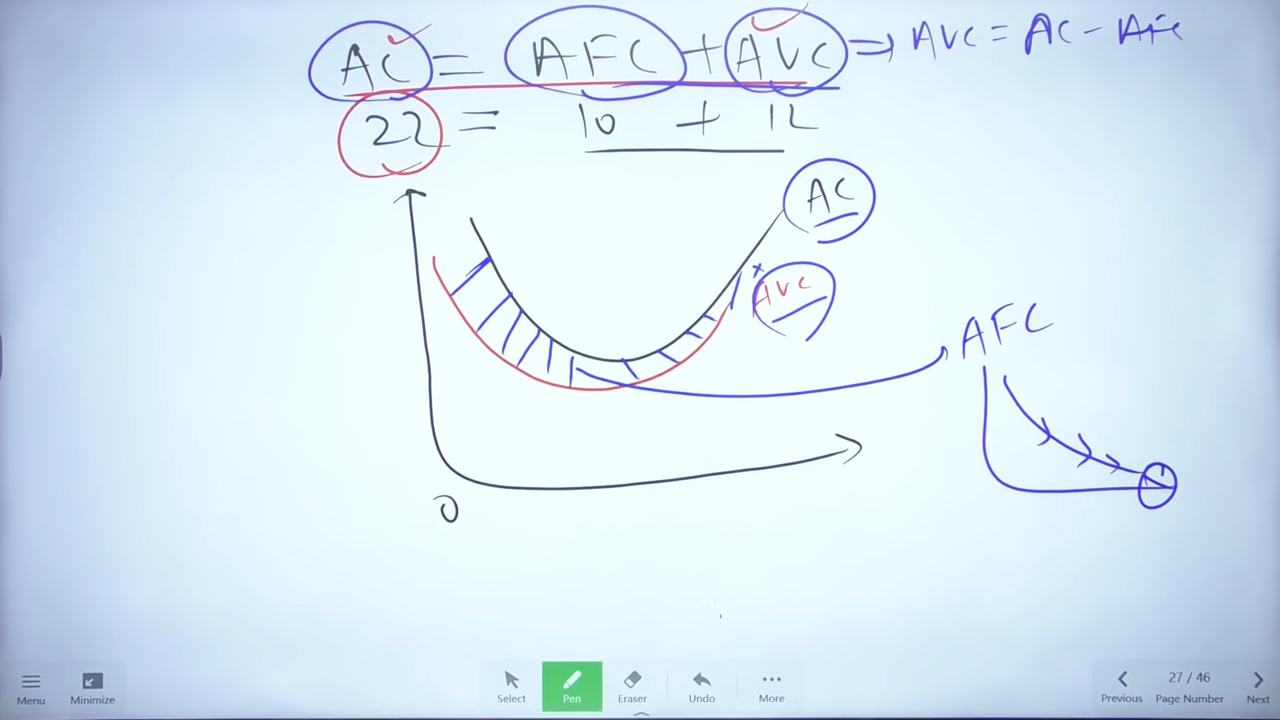 AC = AFC + AVC ⇒ AVC = AC - AFC
22 = 10 + 12
AC
AVC
AFC
0
Menu
Minimize
Select
Pen
Eraser
Undo
More
Previous
27 / 46
Page Number
Next